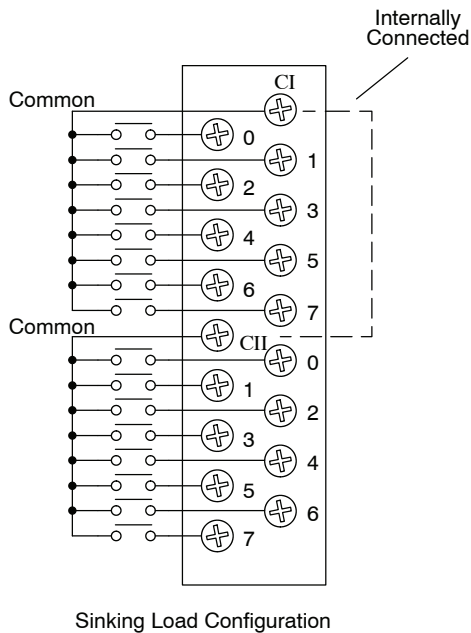 Internally
Connected
CI
Common
0
1
2
3
4
5
6
7
Common
CII
0
1
2
3
4
5
6
7
Sinking Load Configuration